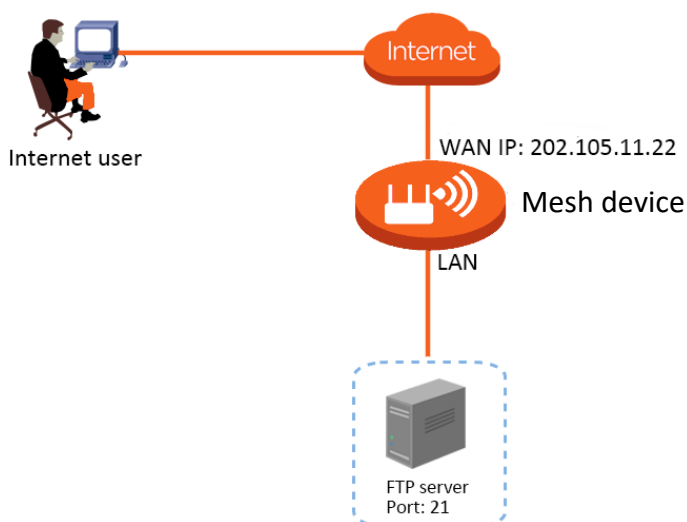 Internet
Internet user
WAN IP: 202.105.11.22
Mesh device
LAN
FTP server
Port: 21